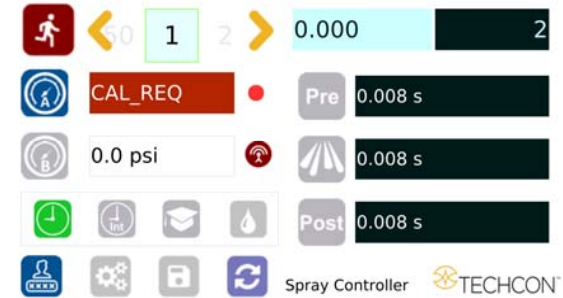 50 1 2 0.000 2
A CAL_REQ Pre 0.008 s
B 0.0 psi 0.008 s
Int Post 0.008 s
xxxx Spray Controller TECHCON